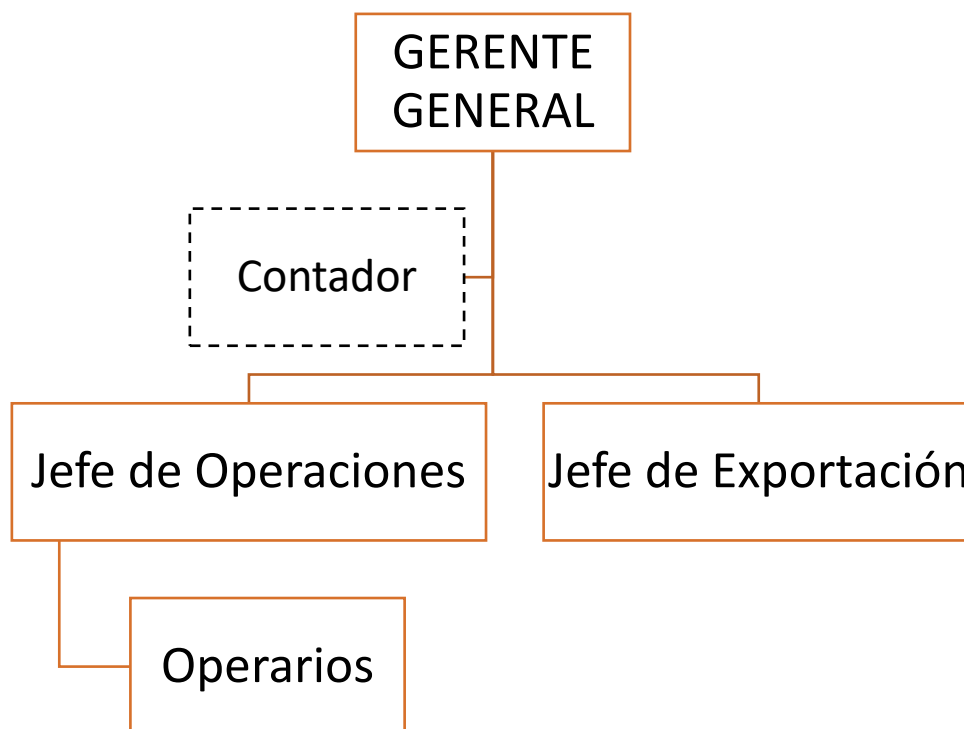 GERENTE
GENERAL
Contador
Jefe de Operaciones
Jefe de Exportación
Operarios